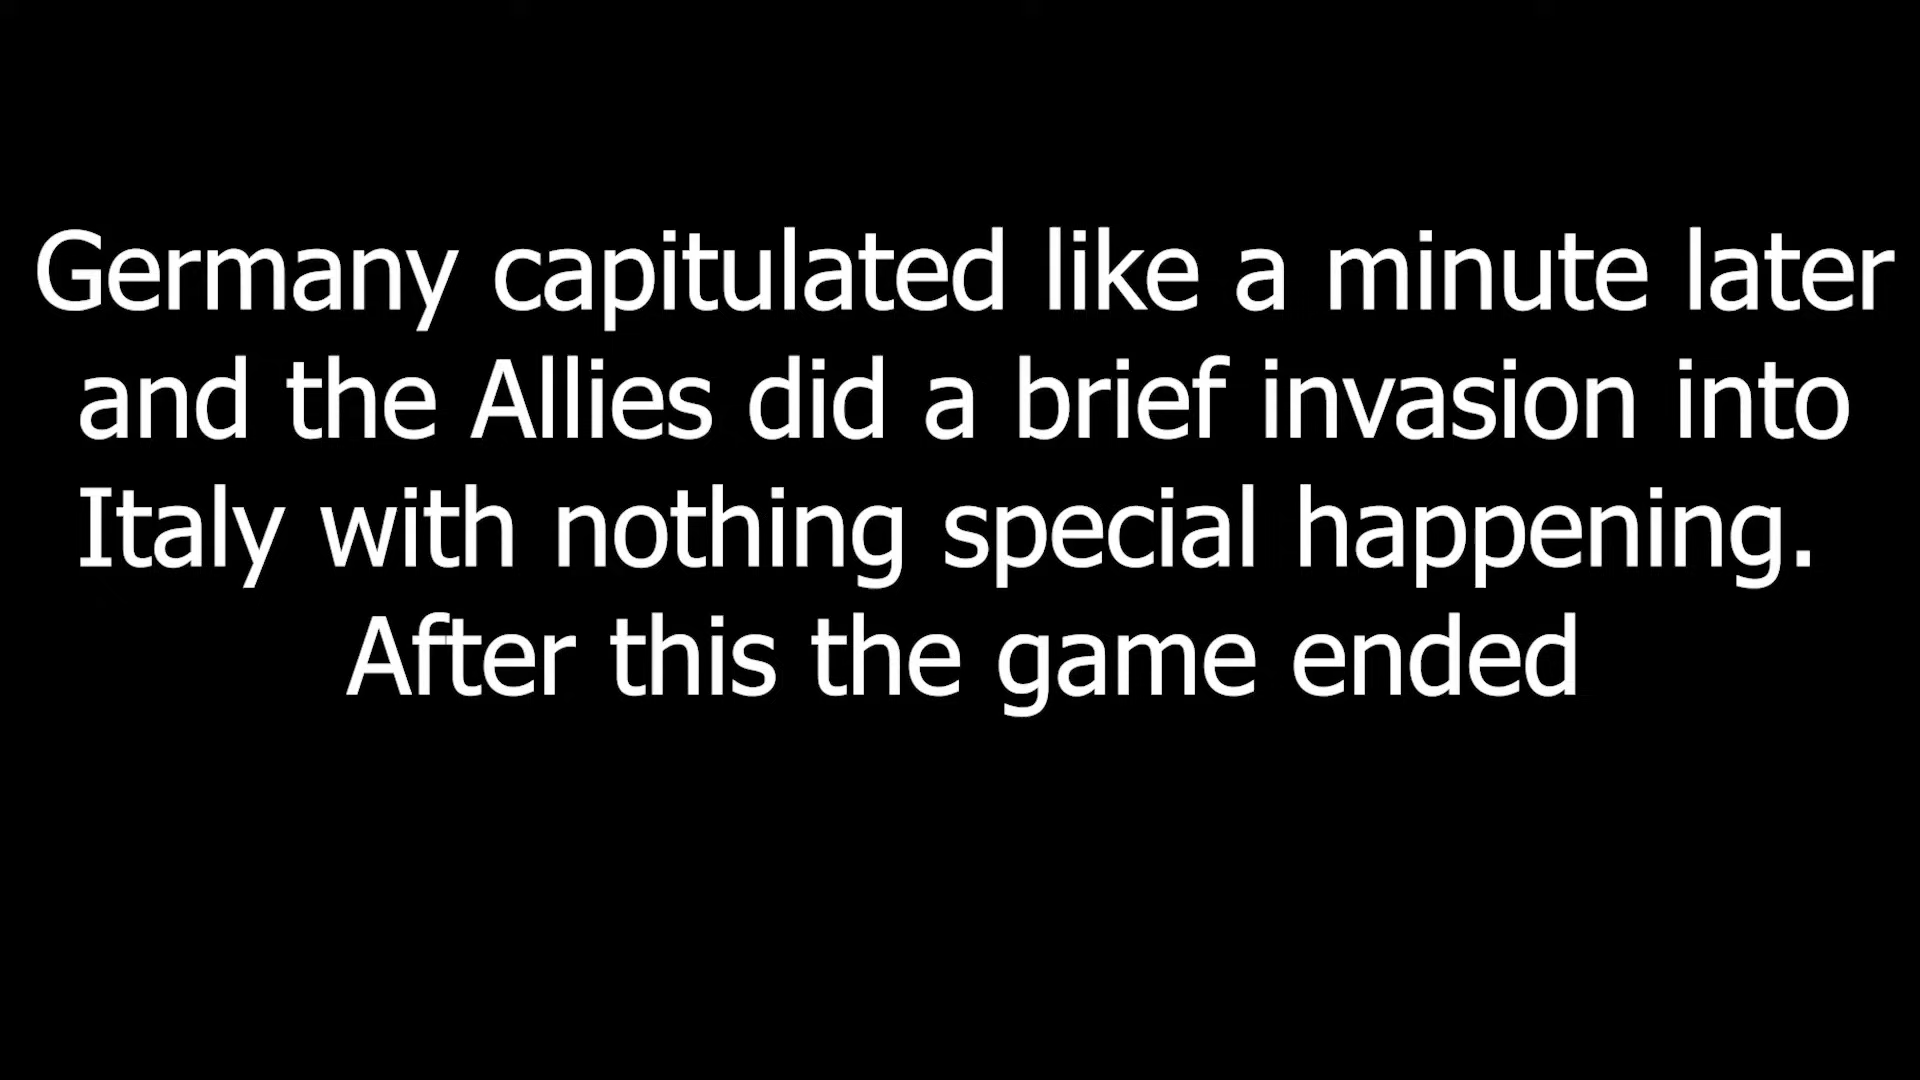 Germany capitulated like a minute later
and the Allies did a brief invasion into
Italy with nothing special happening.
After this the game ended